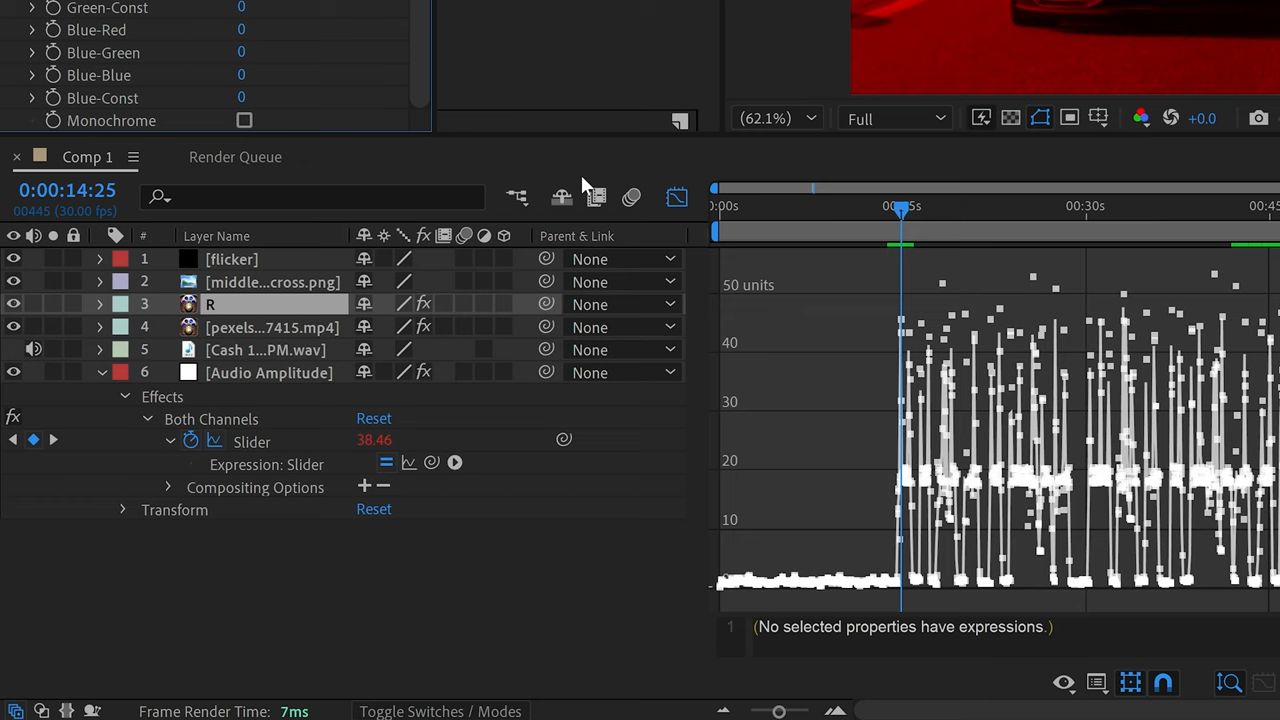 Green-Const 0
Blue-Red 0
Blue-Green 0
Blue-Blue 0
Blue-Const 0
Monochrome
(62.1%) Full +0.0
× Comp 1 Render Queue
0:00:14:25
00445 (30.00 fps)
:00s 00:30s 00:45
# Layer Name fx Parent & Link
1 [flicker] None
2 [middle...cross.png] None
3 R fx None
4 [pexels...7415.mp4] fx None
5 [Cash 1...PM.wav] None
6 [Audio Amplitude] fx None
Effects
fx Both Channels Reset
Slider 38.46
Expression: Slider
Compositing Options + −
Transform Reset
50 units
40
30
20
10
1 (No selected properties have expressions.)
Frame Render Time: 7ms Toggle Switches / Modes